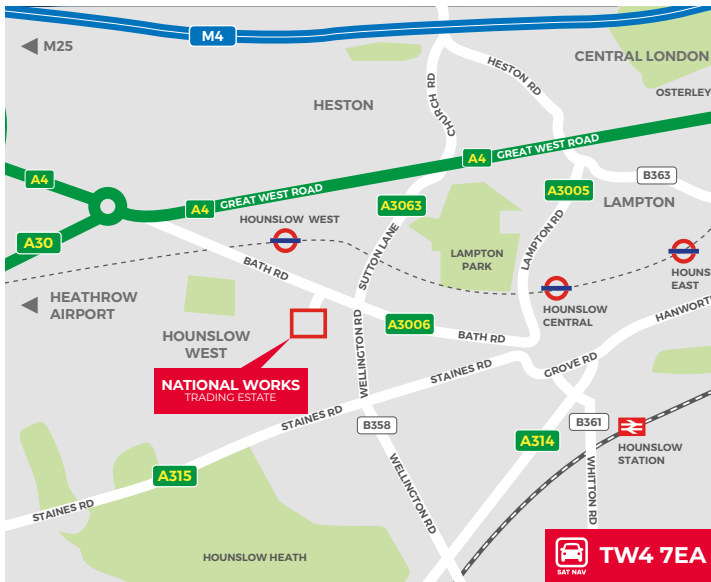 M4
M25
CENTRAL LONDON
HESTON RD
OSTERLEY
HESTON
CHURCH RD
A4
GREAT WEST ROAD
A4
B363
A3005
GREAT WEST ROAD
A4
A3063
LAMPTON
HOUNSLOW WEST
A30
SUTTON LANE
LAMPTON RD
LAMPTON
PARK
BATH RD
HOUNS
EAST
HEATHROW
AIRPORT
HOUNSLOW
CENTRAL
HANWORTH
A3006
HOUNSLOW
WEST
BATH RD
WELLINGTON RD
GROVE RD
STAINES RD
NATIONAL WORKS
TRADING ESTATE
STAINES RD
B358
B361
A314
HOUNSLOW
STATION
A315
WELLINGTON RD
WHITTON RD
STAINES RD
HOUNSLOW HEATH
SAT NAV
TW4 7EA